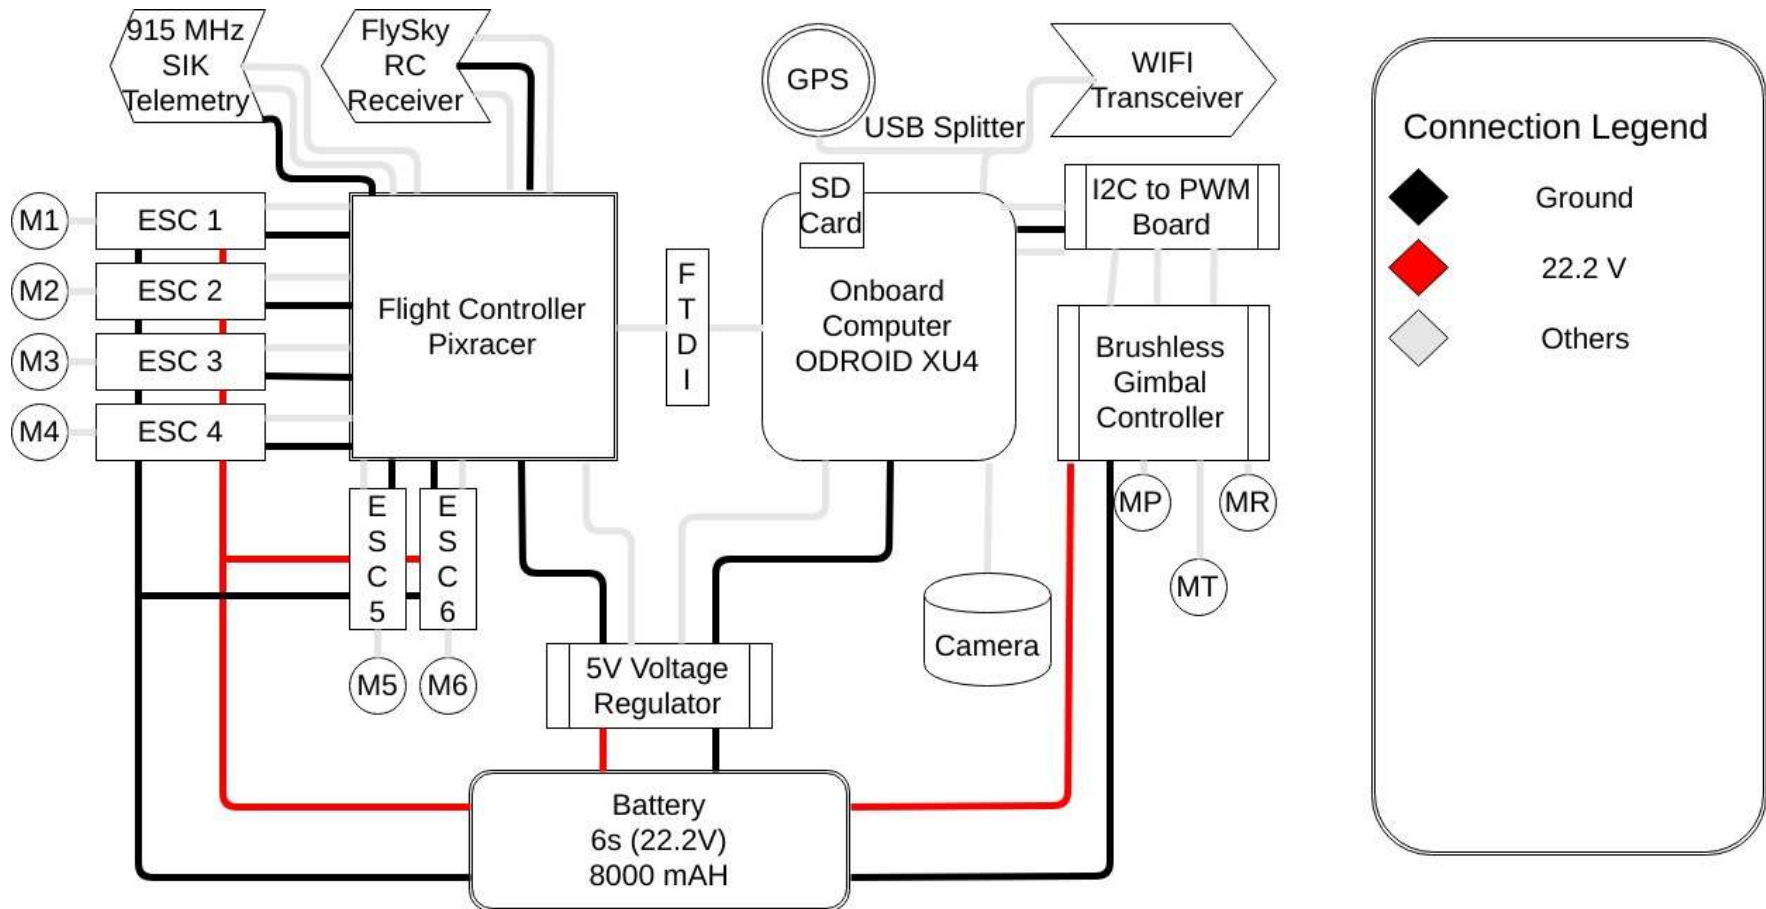 915 MHz
SIK
Telemetry
FlySky
RC
Receiver
GPS
USB Splitter
WIFI
Transceiver
Connection Legend
Ground
22.2 V
Others
M1
ESC 1
M2
ESC 2
M3
ESC 3
M4
ESC 4
Flight Controller
Pixracer
F
T
D
I
SD
Card
Onboard
Computer
ODROID XU4
I2C to PWM
Board
Brushless
Gimbal
Controller
E
S
C
5
E
S
C
6
M5
M6
MP
MR
MT
Camera
5V Voltage
Regulator
Battery
6s (22.2V)
8000 mAH